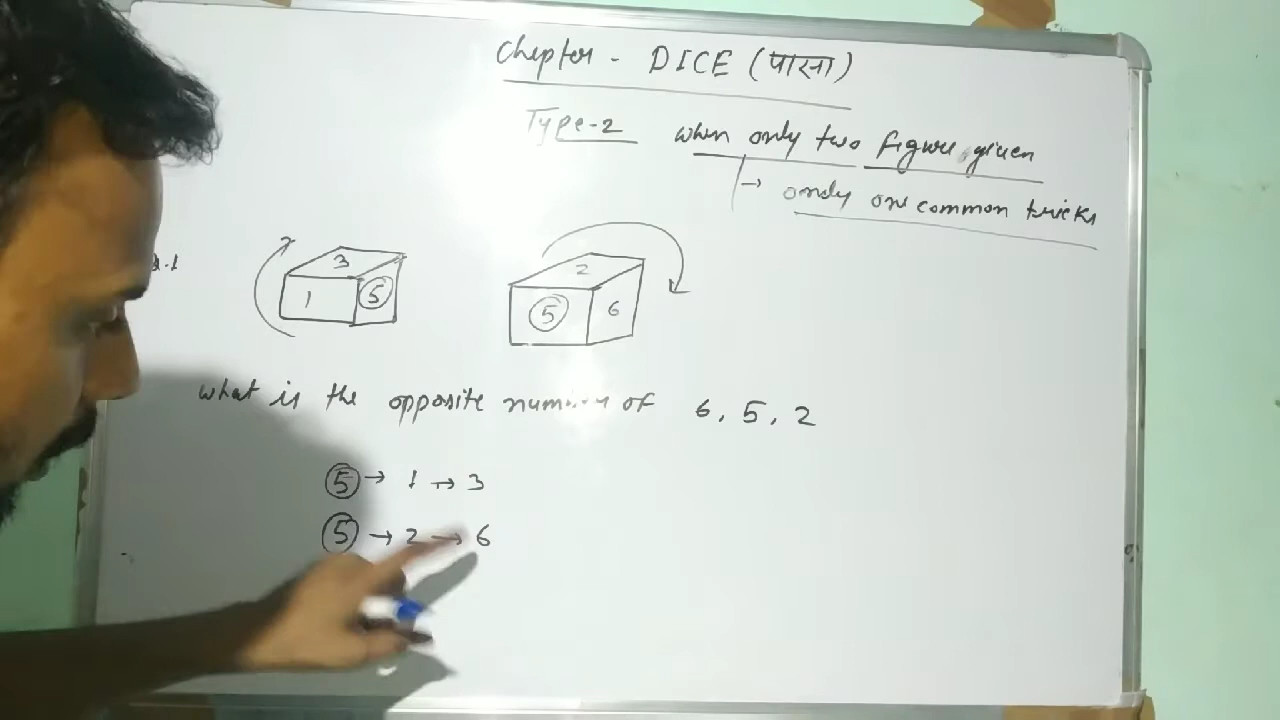 Chepter - DICE (पासा)
Type-2 when only two figure given
→ only one common tricks
3
1 5
2
5 6
what is the opposite number of 6, 5, 2
5 → 1 → 3
5 → 2 → 6